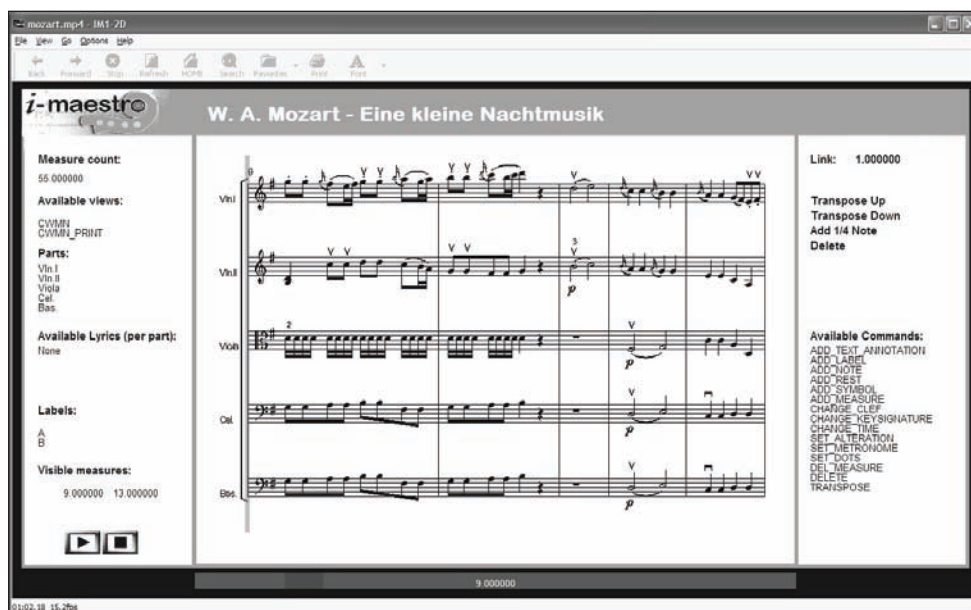 mozart.mp4 - IM1-2D
File View Go Options Help
Back Forward Stop Refresh HOME Search Favorites Print Font
i-maestro
W. A. Mozart - Eine kleine Nachtmusik
Measure count:
55.000000
Available views:
CWMN
CWMN_PRINT
Parts:
Vln.I
Vln.II
Viola
Cel.
Bas.
Available Lyrics (per part):
None
Labels:
A
B
Visible measures:
9.000000 13.000000
9
Vln.I
3
Vln.II
p
2
Viola
p
Cel.
p
Bas.
p
Link: 1.000000
Transpose Up
Transpose Down
Add 1/4 Note
Delete
Available Commands:
ADD_TEXT_ANNOTATION
ADD_LABEL
ADD_NOTE
ADD_REST
ADD_SYMBOL
ADD_MEASURE
CHANGE_CLEF
CHANGE_KEYSIGNATURE
CHANGE_TIME
SET_ALTERATION
SET_METRONOME
SET_DOTS
DEL_MEASURE
DELETE
TRANSPOSE
9.000000
01:02.18 15.2fps